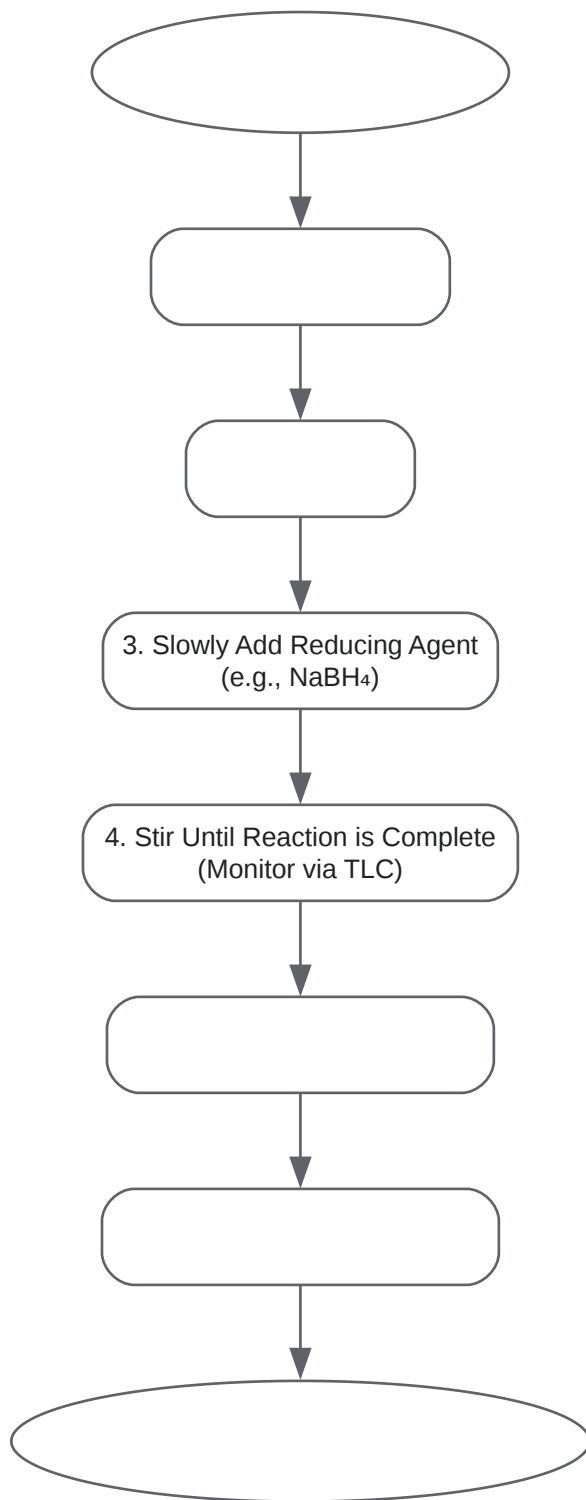 3. Slowly Add Reducing Agent
(e.g., NaBH₄)
4. Stir Until Reaction is Complete
(Monitor via TLC)